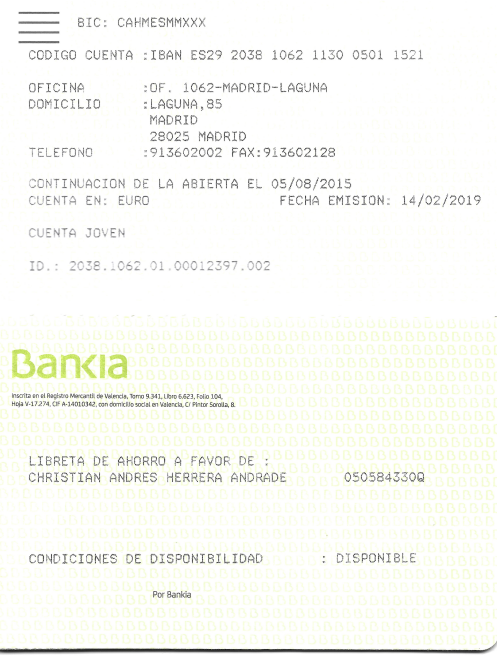 BIC: CAHMESMMXXX
CODIGO CUENTA :IBAN ES29 2038 1062 1130 0501 1521
OFICINA :OF. 1062-MADRID-LAGUNA
DOMICILIO :LAGUNA,85
MADRID
28025 MADRID
TELEFONO :913602002 FAX:913602128
CONTINUACION DE LA ABIERTA EL 05/08/2015
CUENTA EN: EURO FECHA EMISION: 14/02/2019
CUENTA JOVEN
ID.: 2038.1062.01.00012397.002
Bankia
Inscrita en el Registro Mercantil de Valencia, Tomo 9.341, Libro 6.623, Folio 104,
Hoja V-17.274, CIF A-14010342, con domicilio social en Valencia, C/ Pintor Sorolla, 8.
LIBRETA DE AHORRO A FAVOR DE :
CHRISTIAN ANDRES HERRERA ANDRADE 050584330Q
CONDICIONES DE DISPONIBILIDAD : DISPONIBLE
Por Bankia